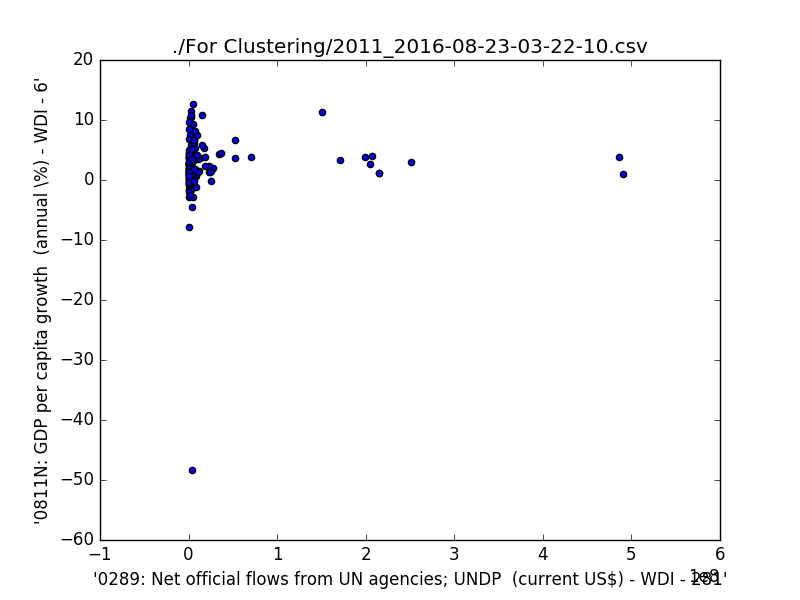 ./For Clustering/2011_2016-08-23-03-22-10.csv
20
10
0
−10
−20
−30
−40
−50
−60
'0811N: GDP per capita growth  (annual \%) - WDI - 6'
−1 0 1 2 3 4 5 6
1e8
'0289: Net official flows from UN agencies; UNDP  (current US$) - WDI - 281'